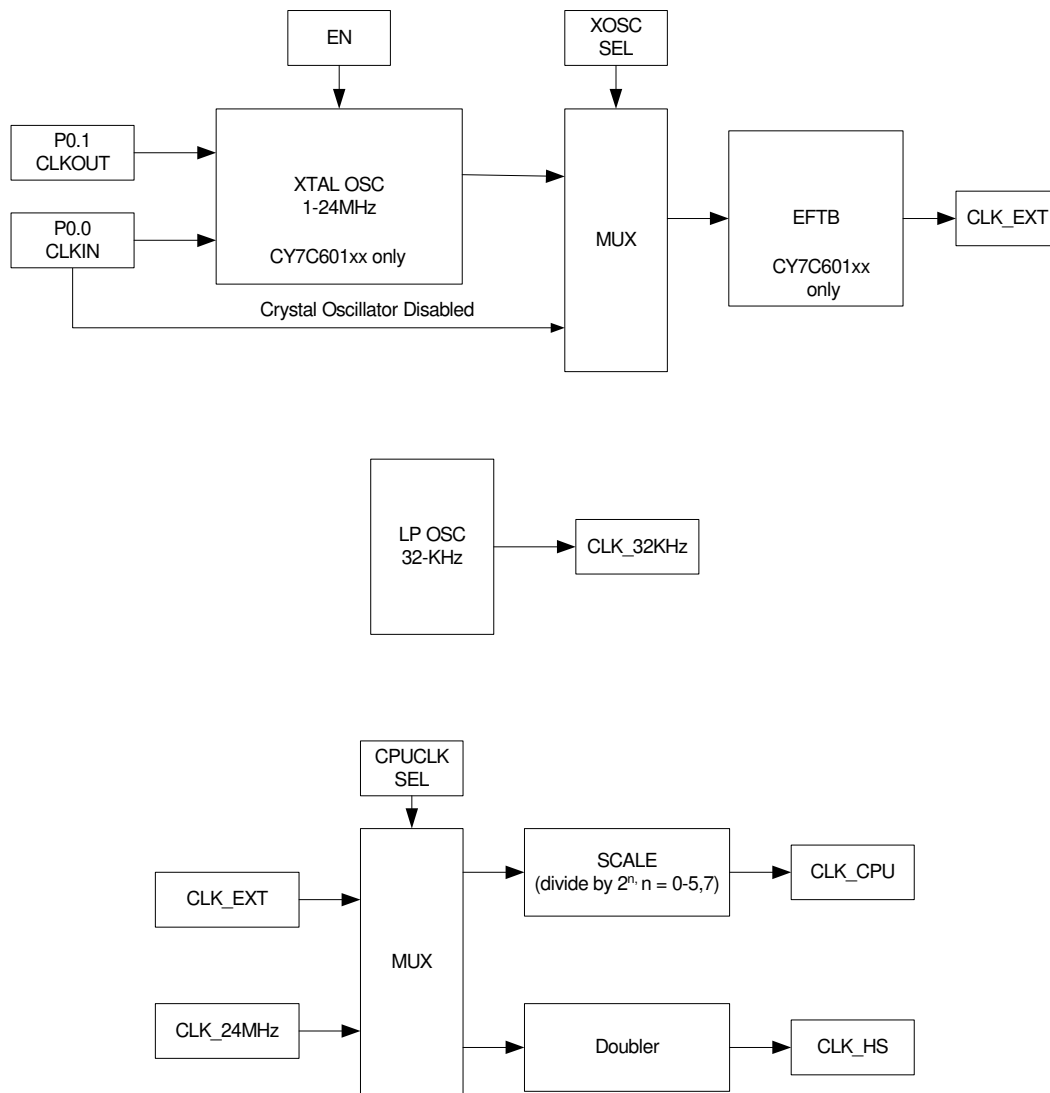 EN
XOSC
SEL
P0.1
CLKOUT
XTAL OSC
1-24MHz
CY7C601xx only
P0.0
CLKIN
MUX
EFTB
CY7C601xx
only
CLK_EXT
Crystal Oscillator Disabled
LP OSC
32-KHz
CLK_32KHz
CPUCLK
SEL
CLK_EXT
MUX
SCALE
(divide by 2ⁿ, n = 0-5,7)
CLK_CPU
CLK_24MHz
Doubler
CLK_HS